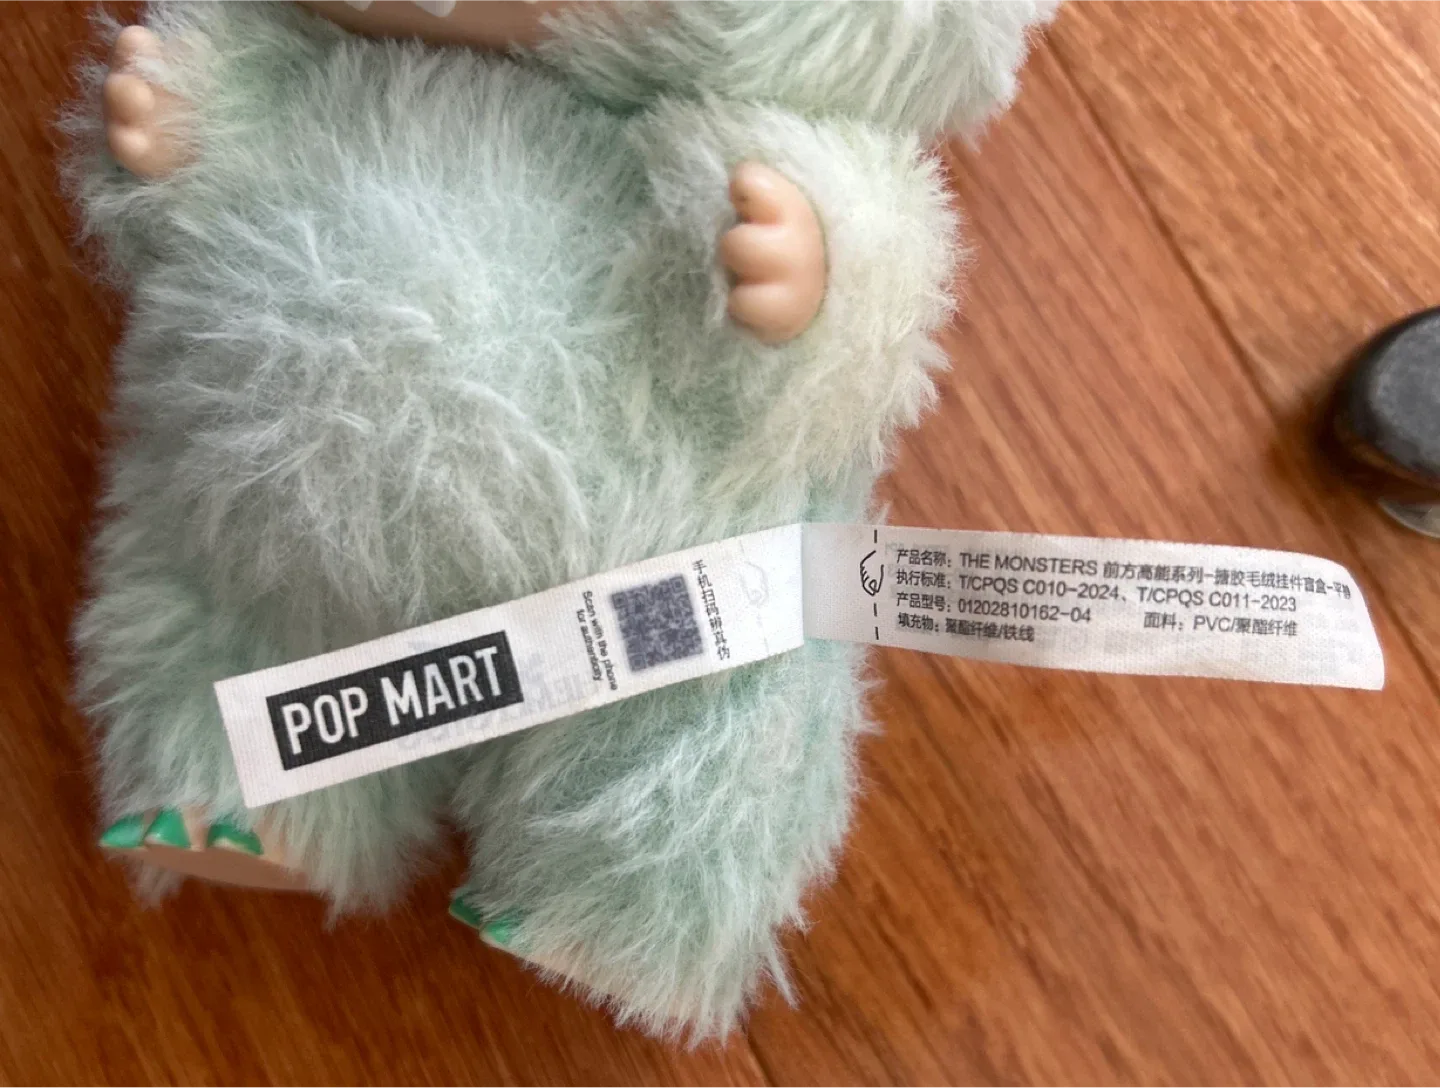 POP MART
Scan with the phone
for authenticity
手机扫码辨真伪
产品名称：THE MONSTERS 前方高能系列-搪胶毛绒挂件盲盒-平静
执行标准：T/CPQS C010-2024、T/CPQS C011-2023
产品型号：01202810162-04 面料：PVC/聚酯纤维
填充物：聚酯纤维/铁线